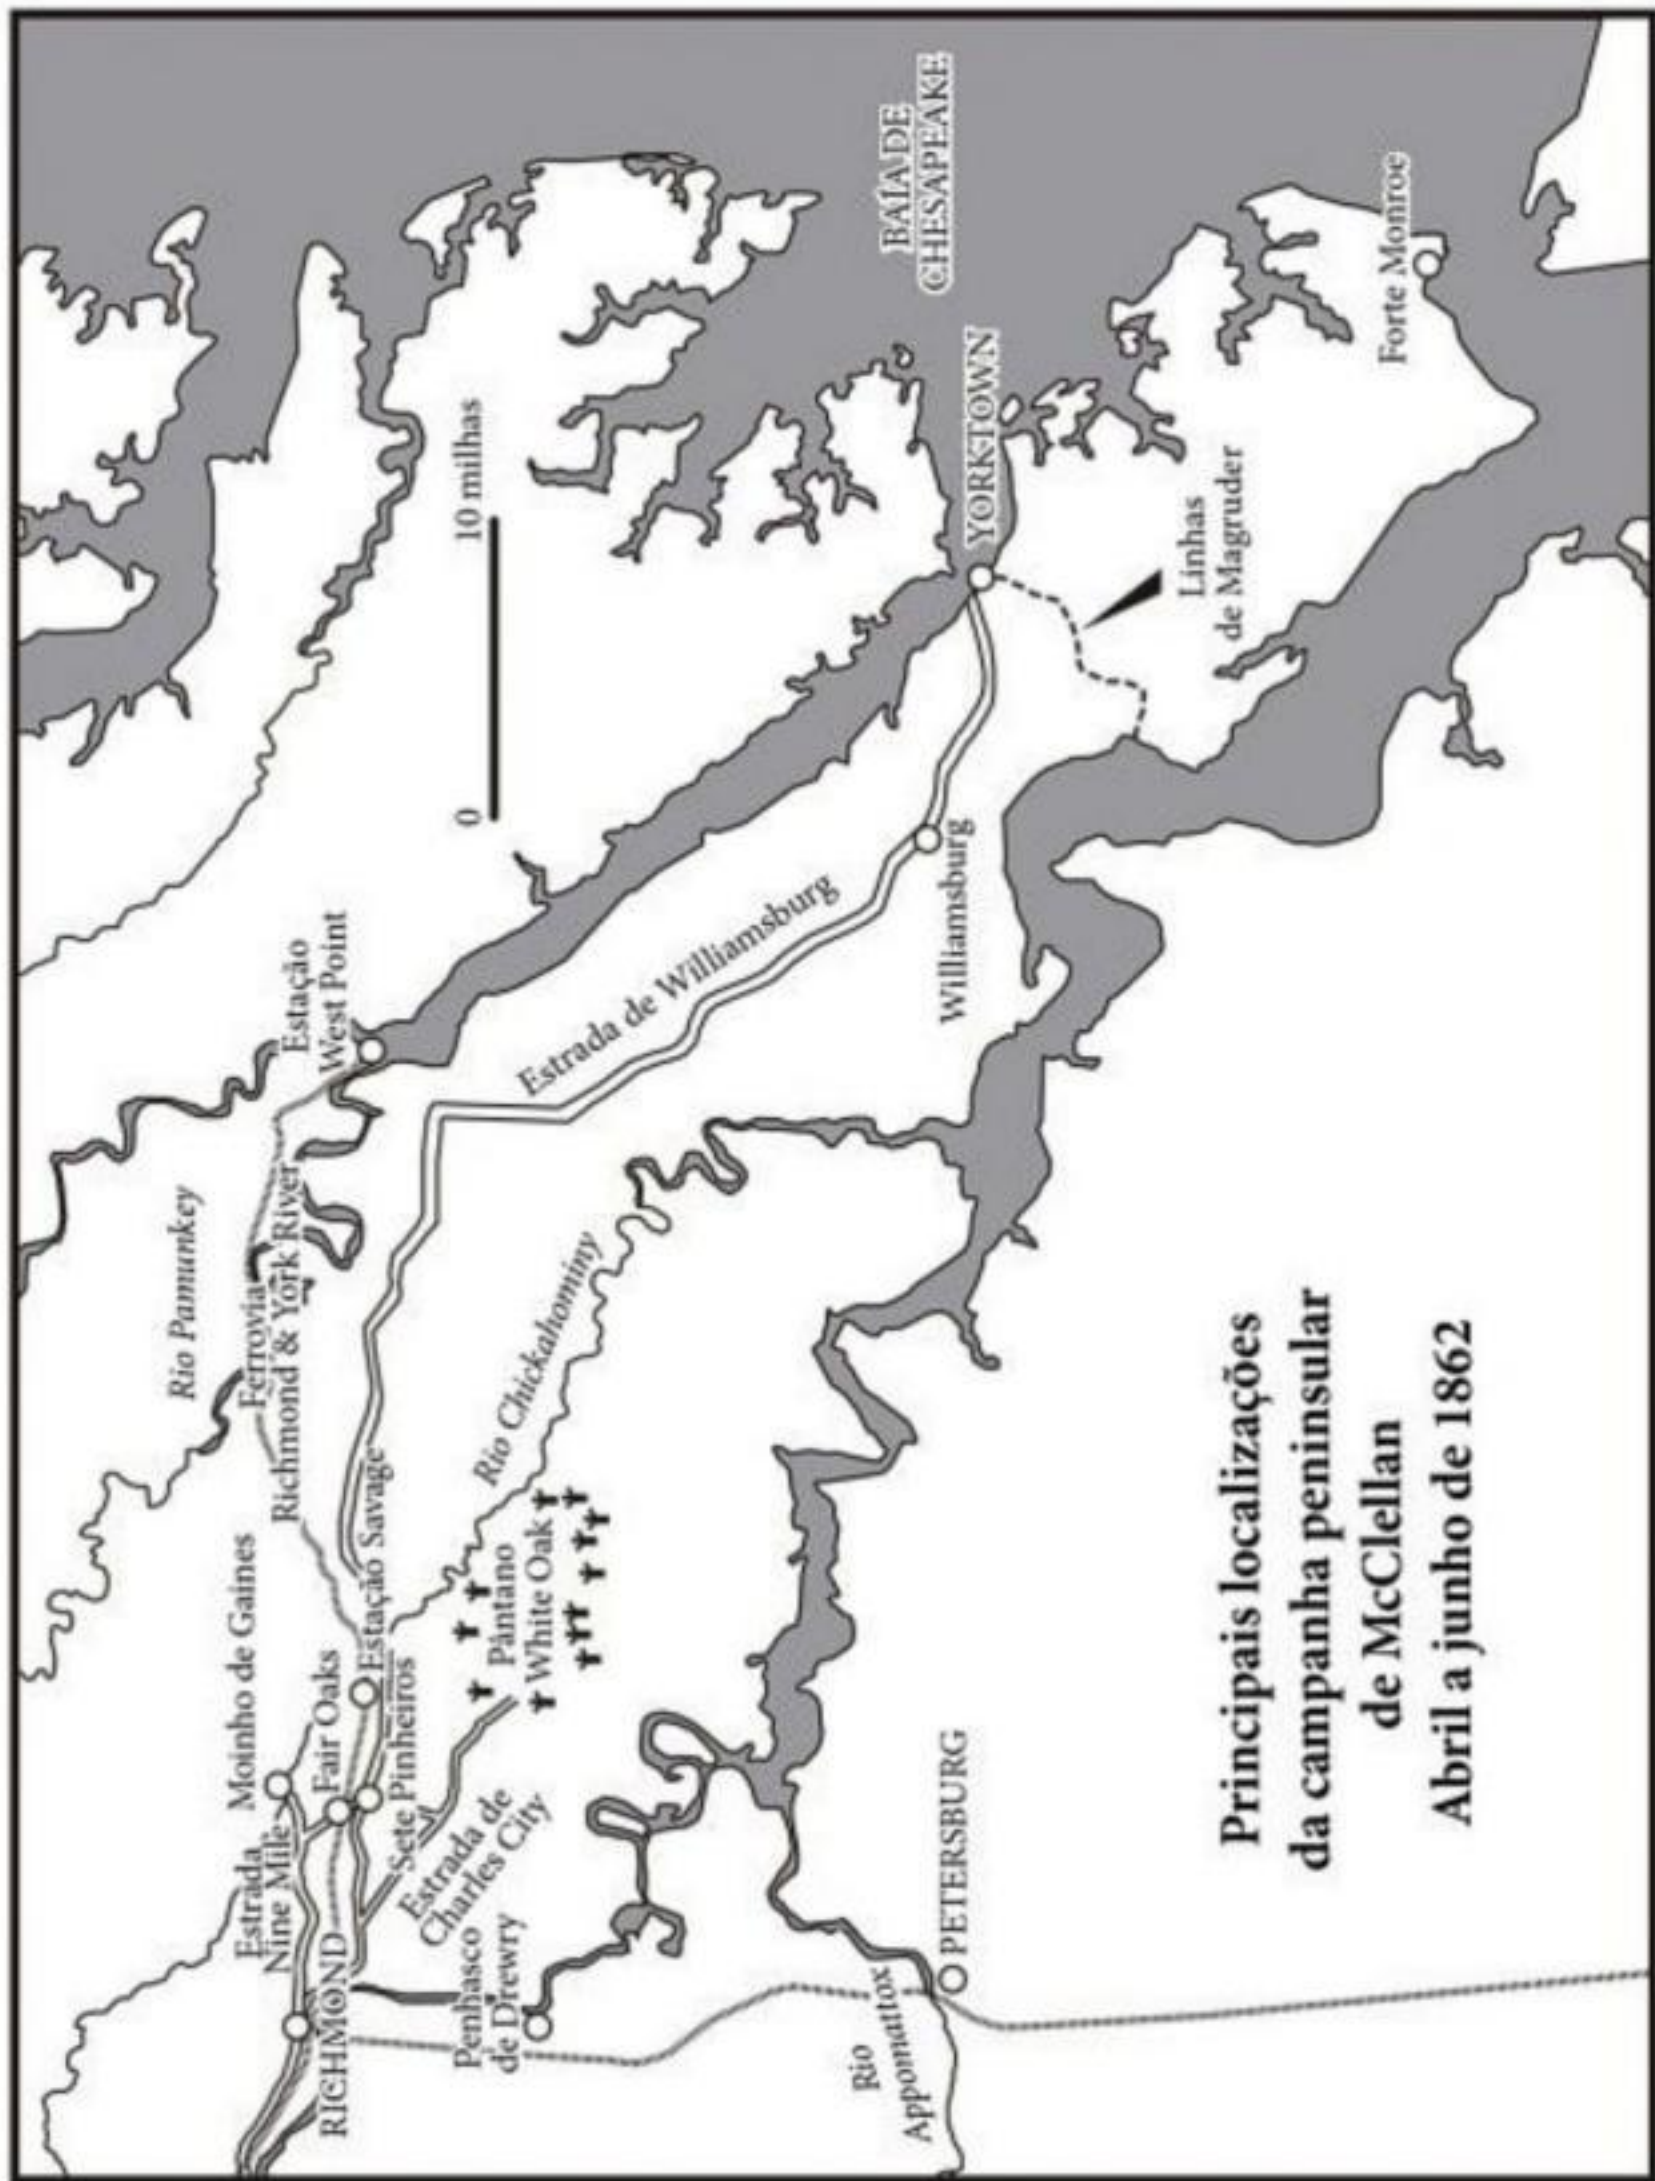 Rio Pamunkey
Estação
West Point
Ferrovia
Richmond & York River
Moinho de Gaines
Estrada
Nine Mile
Fair Oaks
Estação Savage
RICHMOND
Sete Pinheiros
Estrada de
Charles City
Penhasco
de Drewry
Pântano
White Oak
Rio Chickahominy
Estrada de Williamsburg
0
10 milhas
BAÍA DE
CHESAPEAKE
YORKTOWN
Williamsburg
Linhas
de Magruder
Forte Monroe
Rio
Appomattox
PETERSBURG
Principais localizações
da campanha peninsular
de McClellan
Abril a junho de 1862